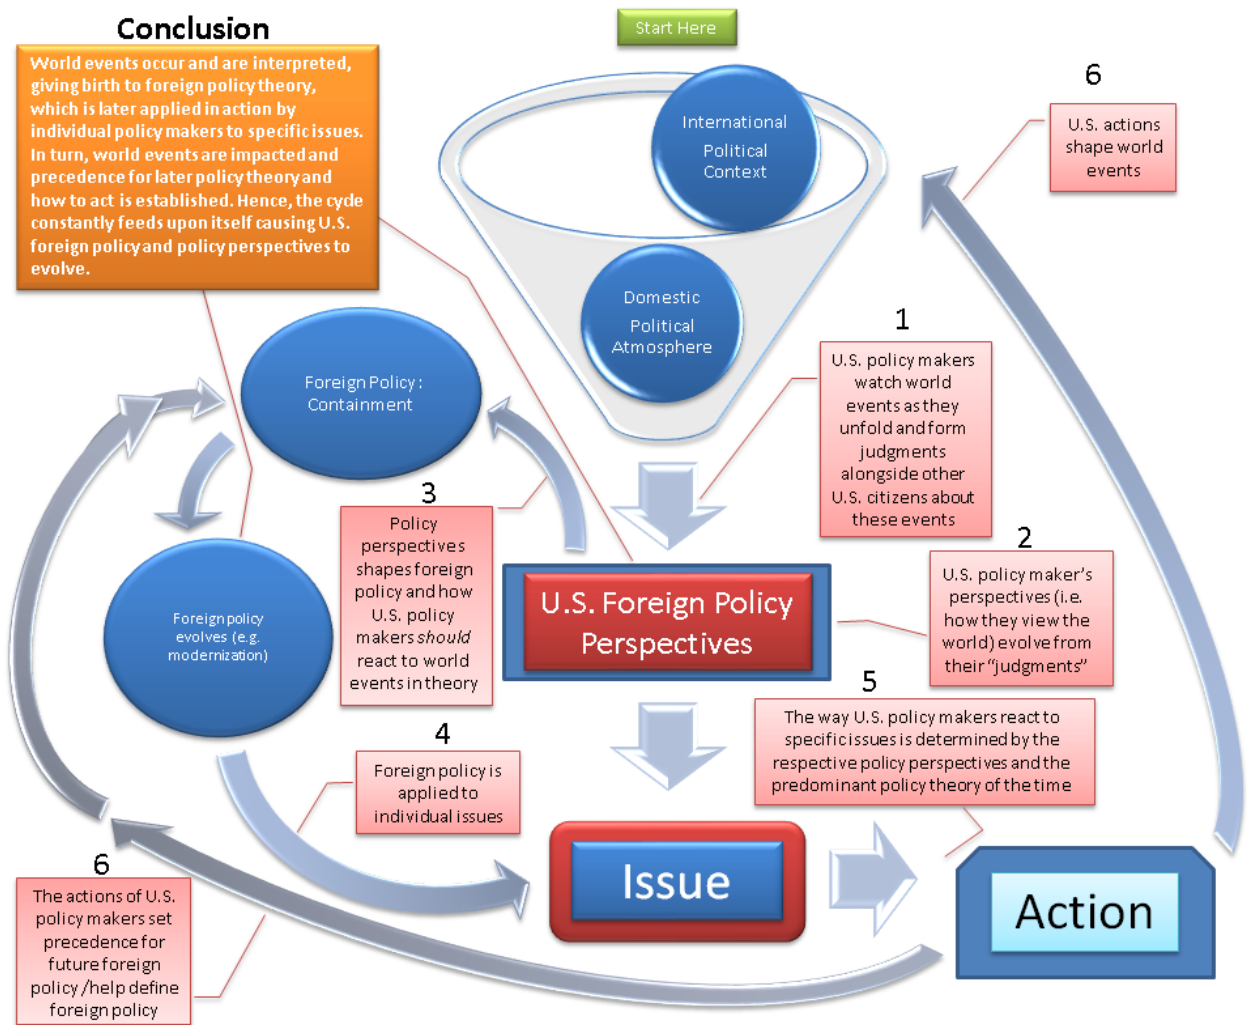 Conclusion
World events occur and are interpreted,
giving birth to foreign policy theory,
which is later applied in action by
individual policy makers to specific issues.
In turn, world events are impacted and
precedence for later policy theory and
how to act is established. Hence, the cycle
constantly feeds upon itself causing U.S.
foreign policy and policy perspectives to
evolve.
Start Here
International
Political
Context
Domestic
Political
Atmosphere
6
U.S. actions
shape world
events
1
U.S. policy makers
watch world
events as they
unfold and form
judgments
alongside other
U.S. citizens about
these events
Foreign Policy :
Containment
2
U.S. policy maker's
perspectives (i.e.
how they view the
world) evolve from
their “judgments”
3
Policy
perspectives
shapes foreign
policy and how
U.S. policy
makers should
react to world
events in theory
U.S. Foreign Policy
Perspectives
Foreign policy
evolves (e.g.
modernization)
4
Foreign policy is
applied to
individual issues
5
The way U.S. policy makers react to
specific issues is determined by the
respective policy perspectives and the
predominant policy theory of the time
Issue
Action
6
The actions of U.S.
policy makers set
precedence for
future foreign
policy /help define
foreign policy